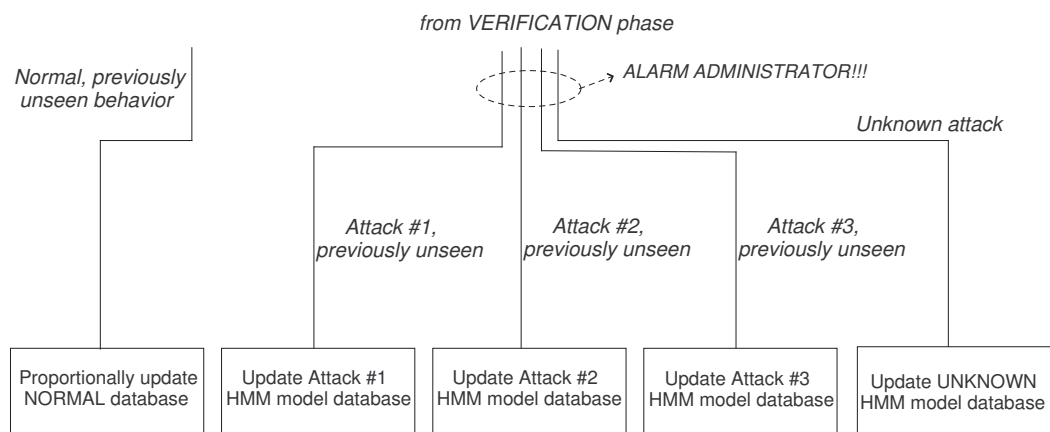 from VERIFICATION phase
Normal, previously
unseen behavior
ALARM ADMINISTRATOR!!!
Unknown attack
Attack #1,
previously unseen
Attack #2,
previously unseen
Attack #3,
previously unseen
Proportionally update
NORMAL database
Update Attack #1
HMM model database
Update Attack #2
HMM model database
Update Attack #3
HMM model database
Update UNKNOWN
HMM model database